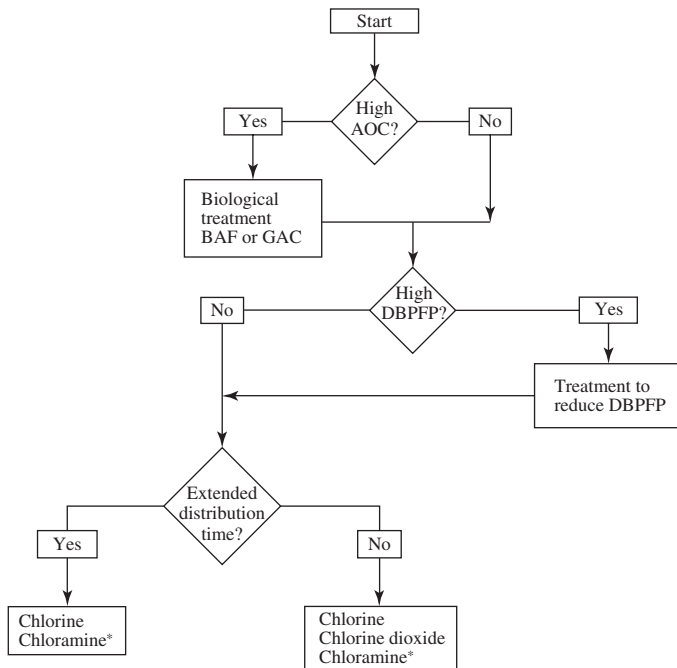 Start
High
AOC?
Yes
No
Biological
treatment
BAF or GAC
High
DBPFP?
No
Yes
Treatment to
reduce DBPFP
Extended
distribution
time?
Yes
No
Chlorine
Chloramine*
Chlorine
Chlorine dioxide
Chloramine*